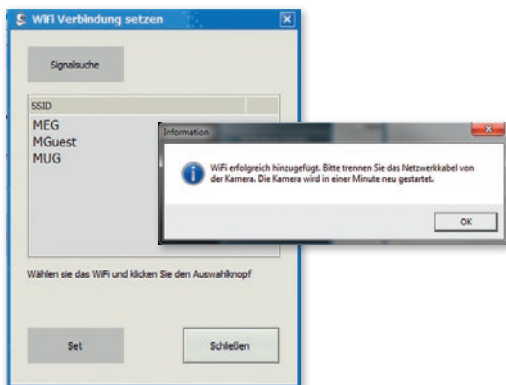 WiFi Verbindung setzen
Signalsuche
SSID
MEG
MGuest
MUG
Wählen sie das WiFi und klicken Sie den Auswahlknopf
Set
Schließen
Information
WiFi erfolgreich hinzugefügt. Bitte trennen Sie das Netzwerkkabel von
der Kamera. Die Kamera wird in einer Minute neu gestartet.
OK